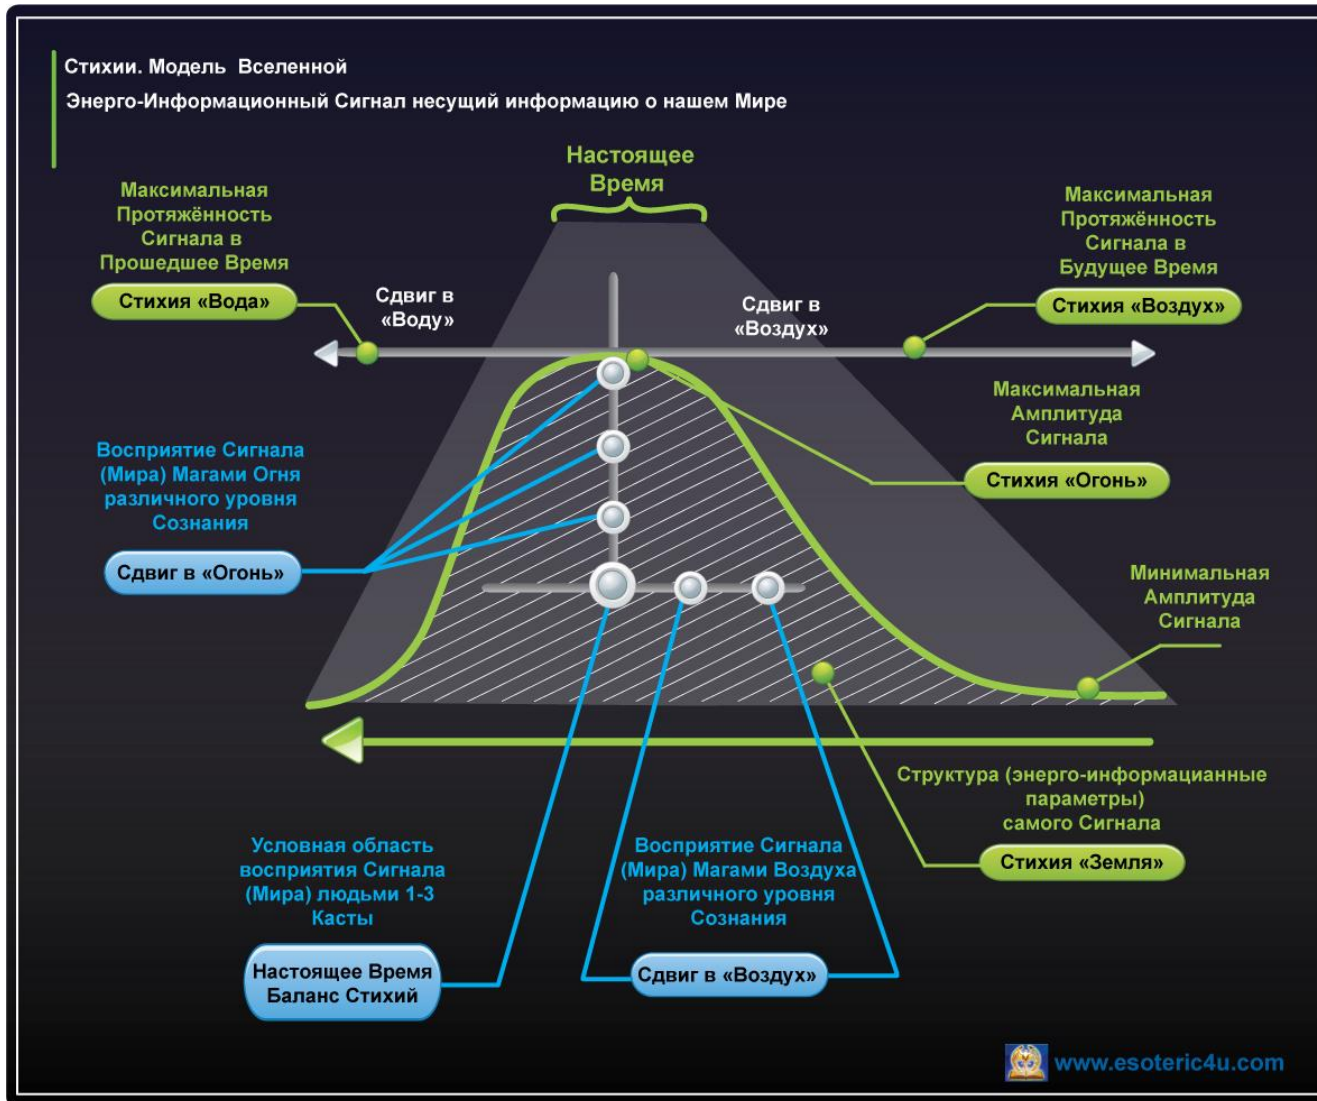 Стихии. Модель Вселенной
Энерго-Информационный Сигнал несущий информацию о нашем Мире
Настоящее
Время
Максимальная
Протяжённость
Сигнала в
Прошедшее Время
Стихия «Вода»
Сдвиг в
«Воду»
Сдвиг в
«Воздух»
Максимальная
Протяжённость
Сигнала в
Будущее Время
Стихия «Воздух»
Максимальная
Амплитуда
Сигнала
Стихия «Огонь»
Восприятие Сигнала
(Мира) Магами Огня
различного уровня
Сознания
Сдвиг в «Огонь»
Минимальная
Амплитуда
Сигнала
Структура (энерго-информацианные
параметры)
самого Сигнала
Стихия «Земля»
Условная область
восприятия Сигнала
(Мира) людьми 1-3
Касты
Настоящее Время
Баланс Стихий
Восприятие Сигнала
(Мира) Магами Воздуха
различного уровня
Сознания
Сдвиг в «Воздух»
www.esoteric4u.com